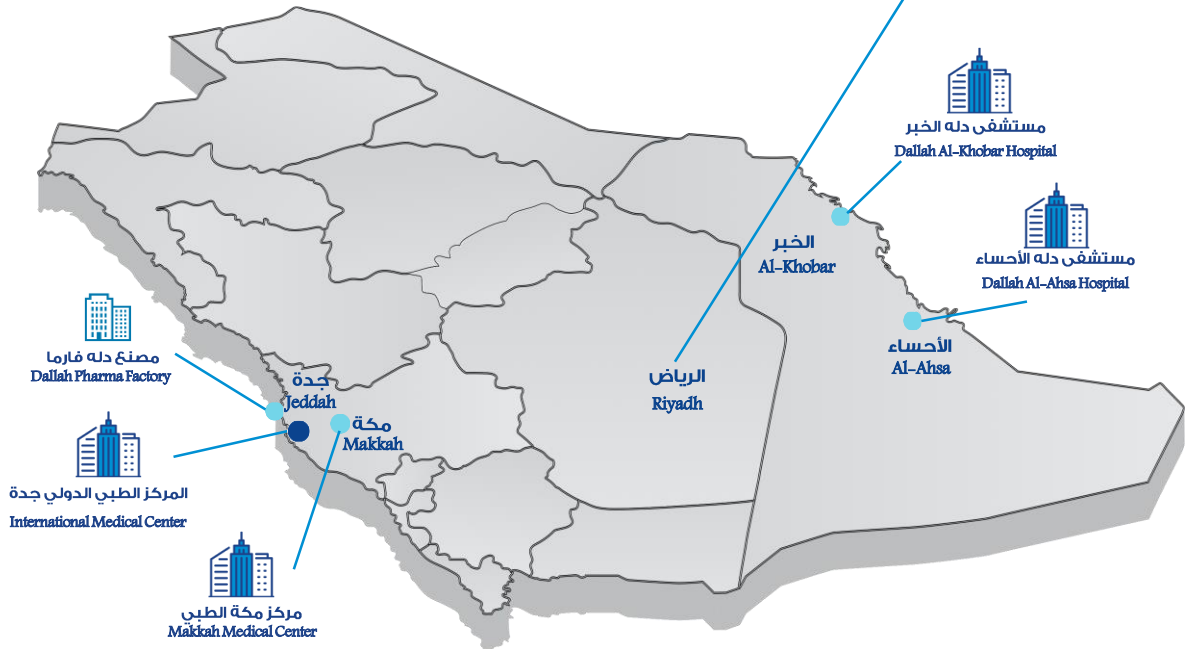 مستشفى دله الخبر
Dallah Al-Khobar Hospital
مستشفى دله الأحساء
Dallah Al-Ahsa Hospital
الخبر
Al-Khobar
الأحساء
Al-Ahsa
الرياض
Riyadh
مصنع دله فارما
Dallah Pharma Factory
جدة
Jeddah
مكة
Makkah
المركز الطبي الدولي جدة
International Medical Center
مركز مكة الطبي
Makkah Medical Center